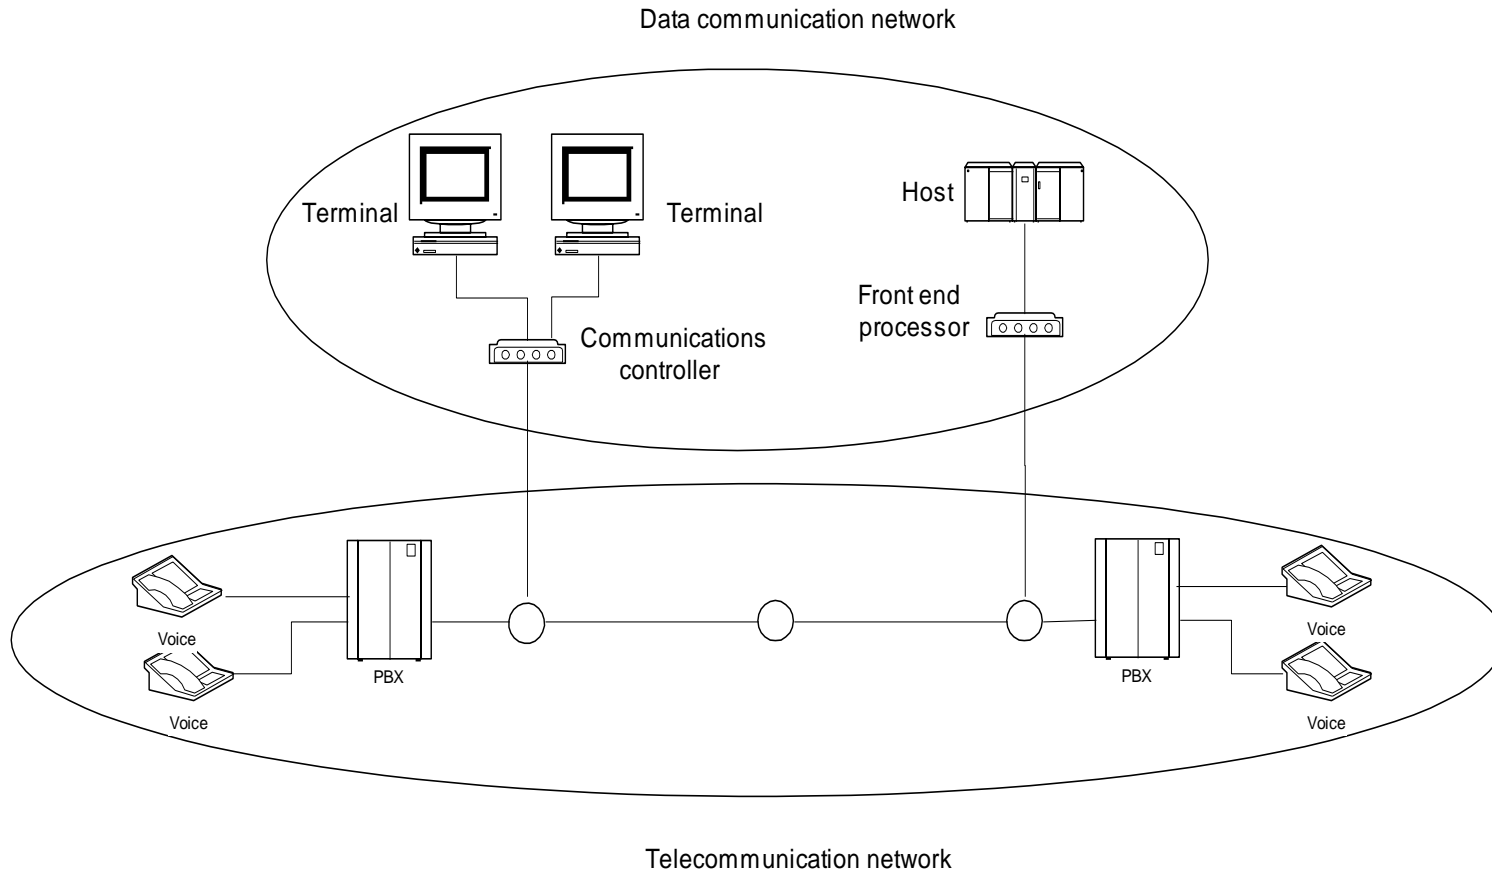 Data communication network
Terminal
Terminal
Host
Front end
processor
Communications
controller
Voice
Voice
PBX
PBX
Voice
Voice
Telecommunication network